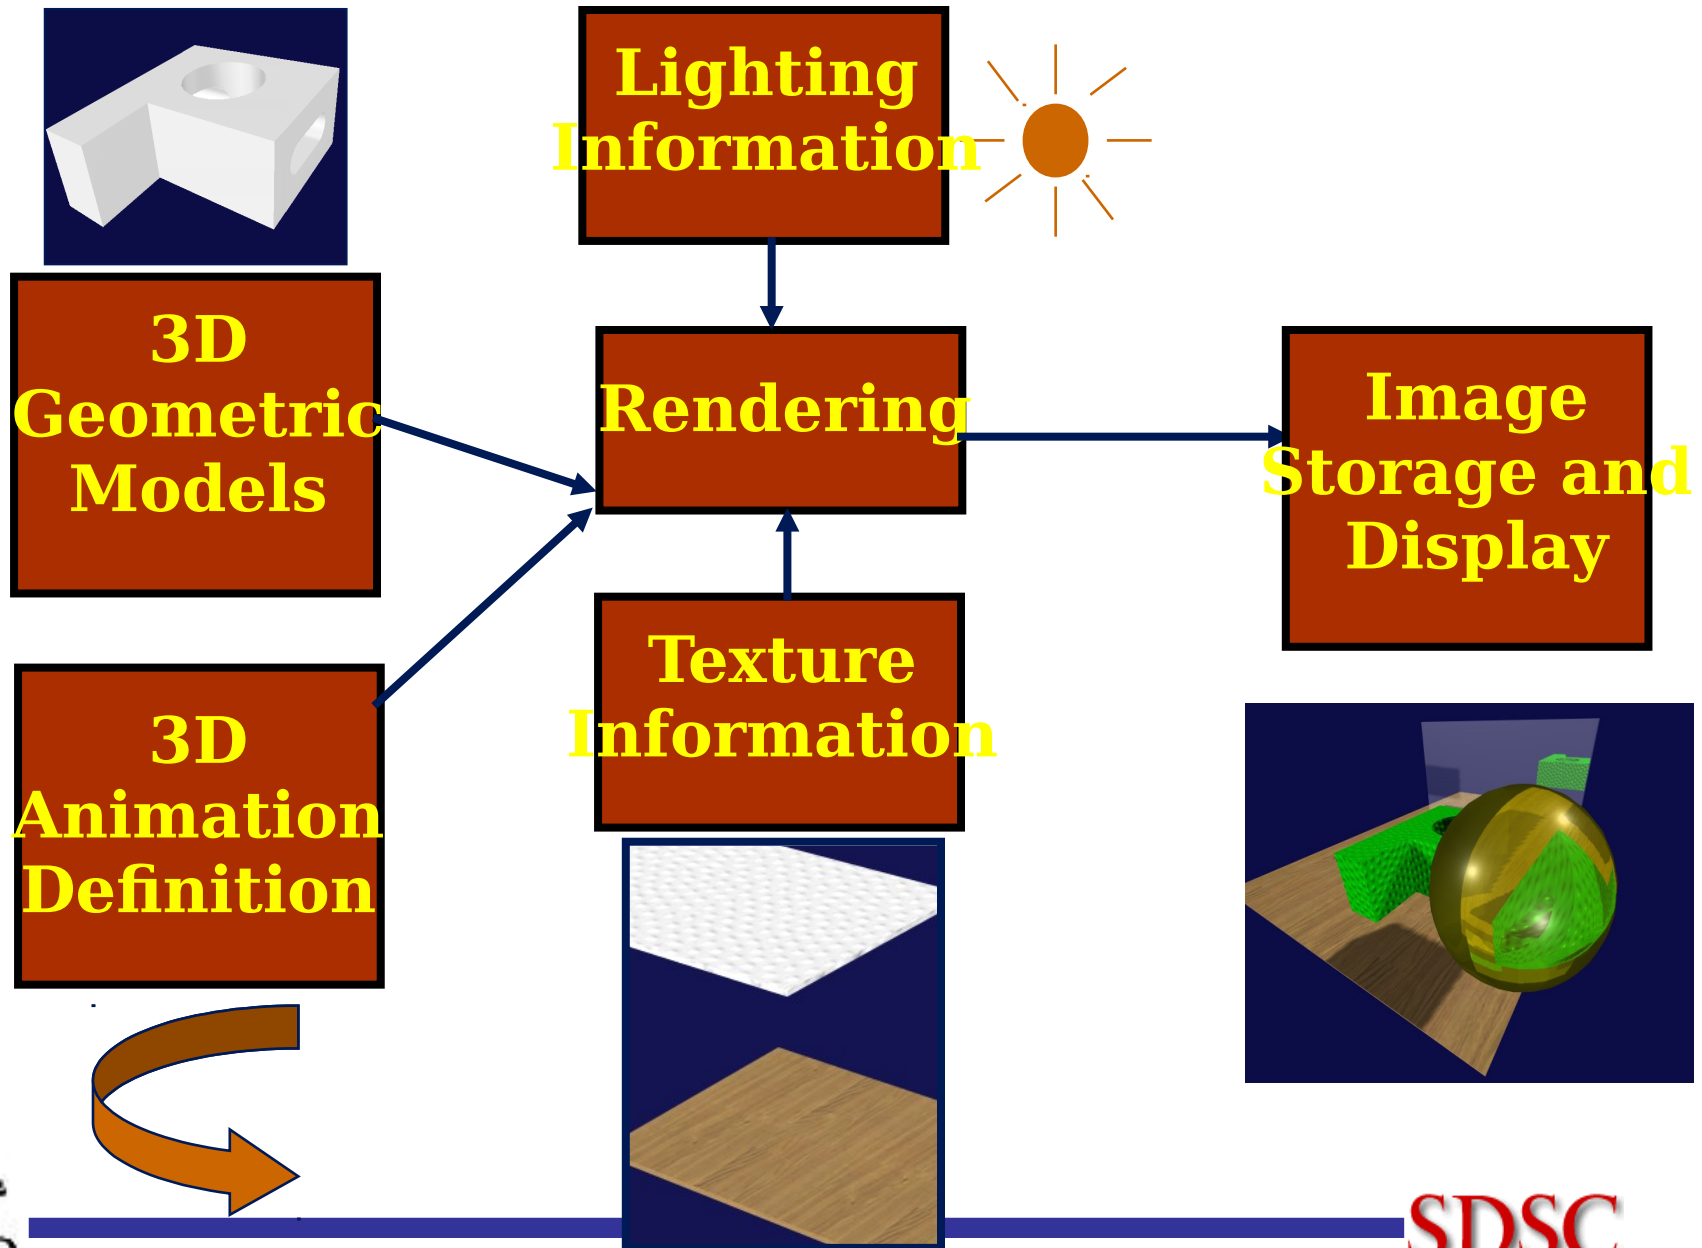 Lighting
Information
3D
Geometric
Models
Rendering
Image
Storage and
Display
3D
Animation
Definition
Texture
Information
SDSC